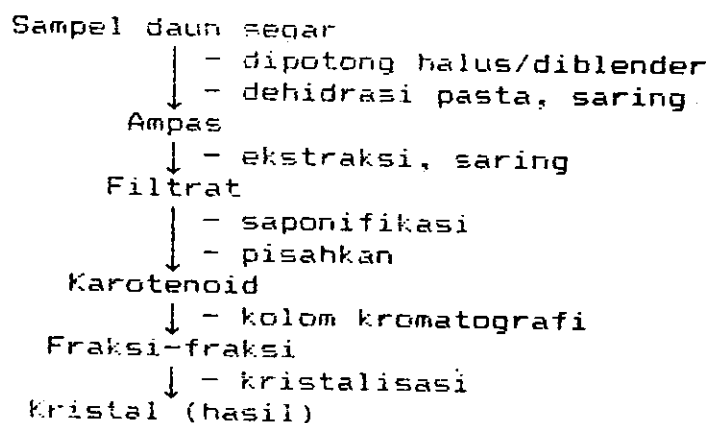 Sampel daun segar
- dipotong halus/diblender
- dehidrasi pasta, saring
Ampas
- ekstraksi, saring
Filtrat
- saponifikasi
- pisahkan
Karotenoid
- kolom kromatografi
Fraksi-fraksi
- kristalisasi
Kristal (hasil)